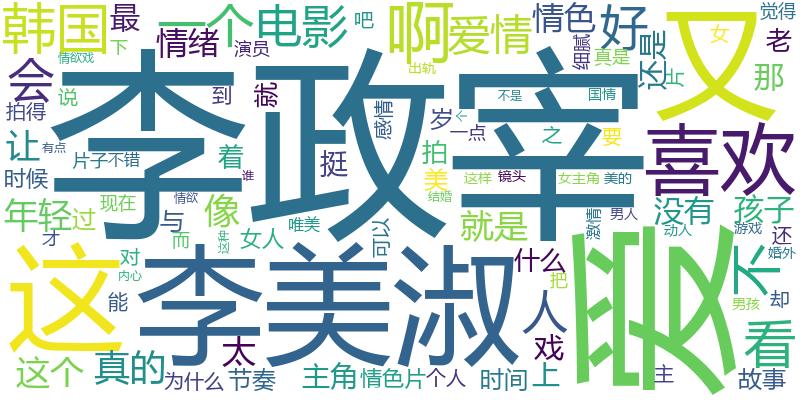 韩国
最
一个
电影
吧
啊
爱情
情色
好
又
觉得
老
女
情绪
演员
下
情欲戏
会
说
到
就
李政宰
感情
出轨
细腻
真是
还是
片
那
不是
国情
拍得
让
有点
片子
不错
着
挺
岁
一点
之
要
喜欢
时候
拍
美
这样
镜头
女主角
美的
结婚
年轻
过
现在
情欲
谁
像
与
唯美
可以
就是
激情
男人
没有
孩子
动人
游戏
还
婚外
才
而
这种
女人
这
李美淑
什么
人
爱
不
对
内心
能
把
却
男孩
看
戏
这个
真的
太
为什么
节奏
主角
情色片
个人
时间
上
主
故事